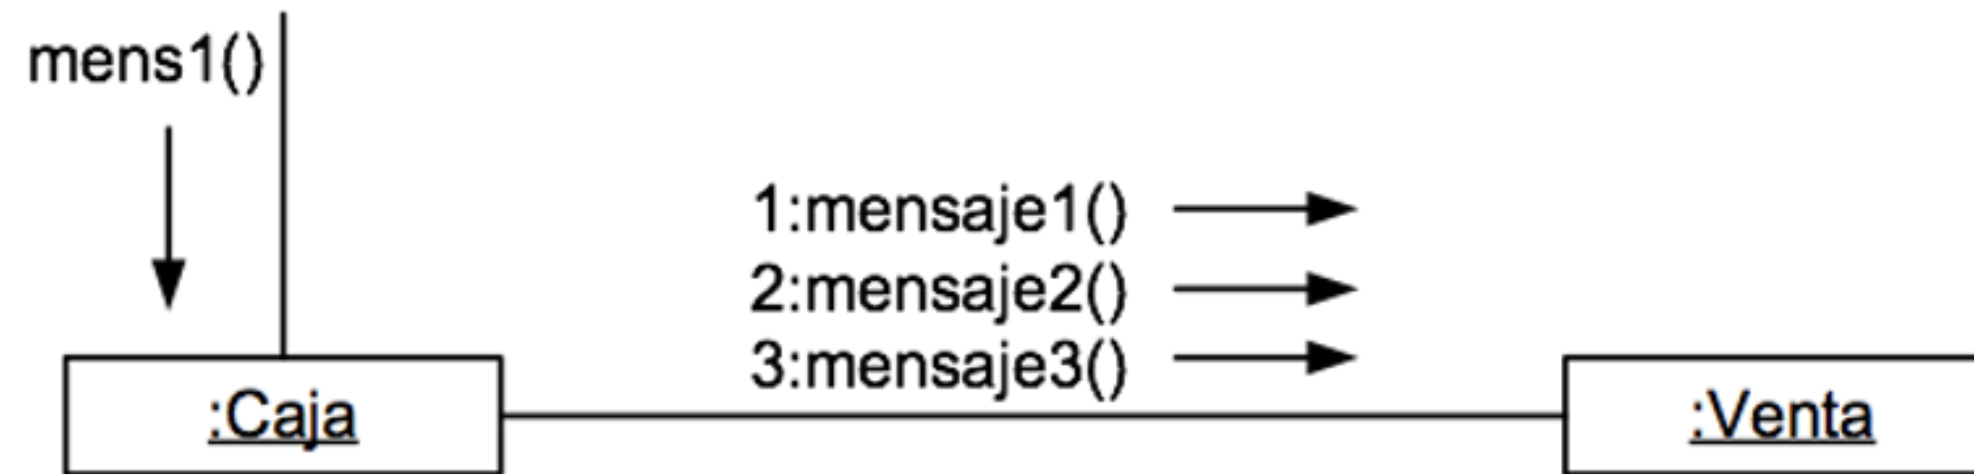 mens1()
1:mensaje1()
2:mensaje2()
3:mensaje3()
:Caja
:Venta